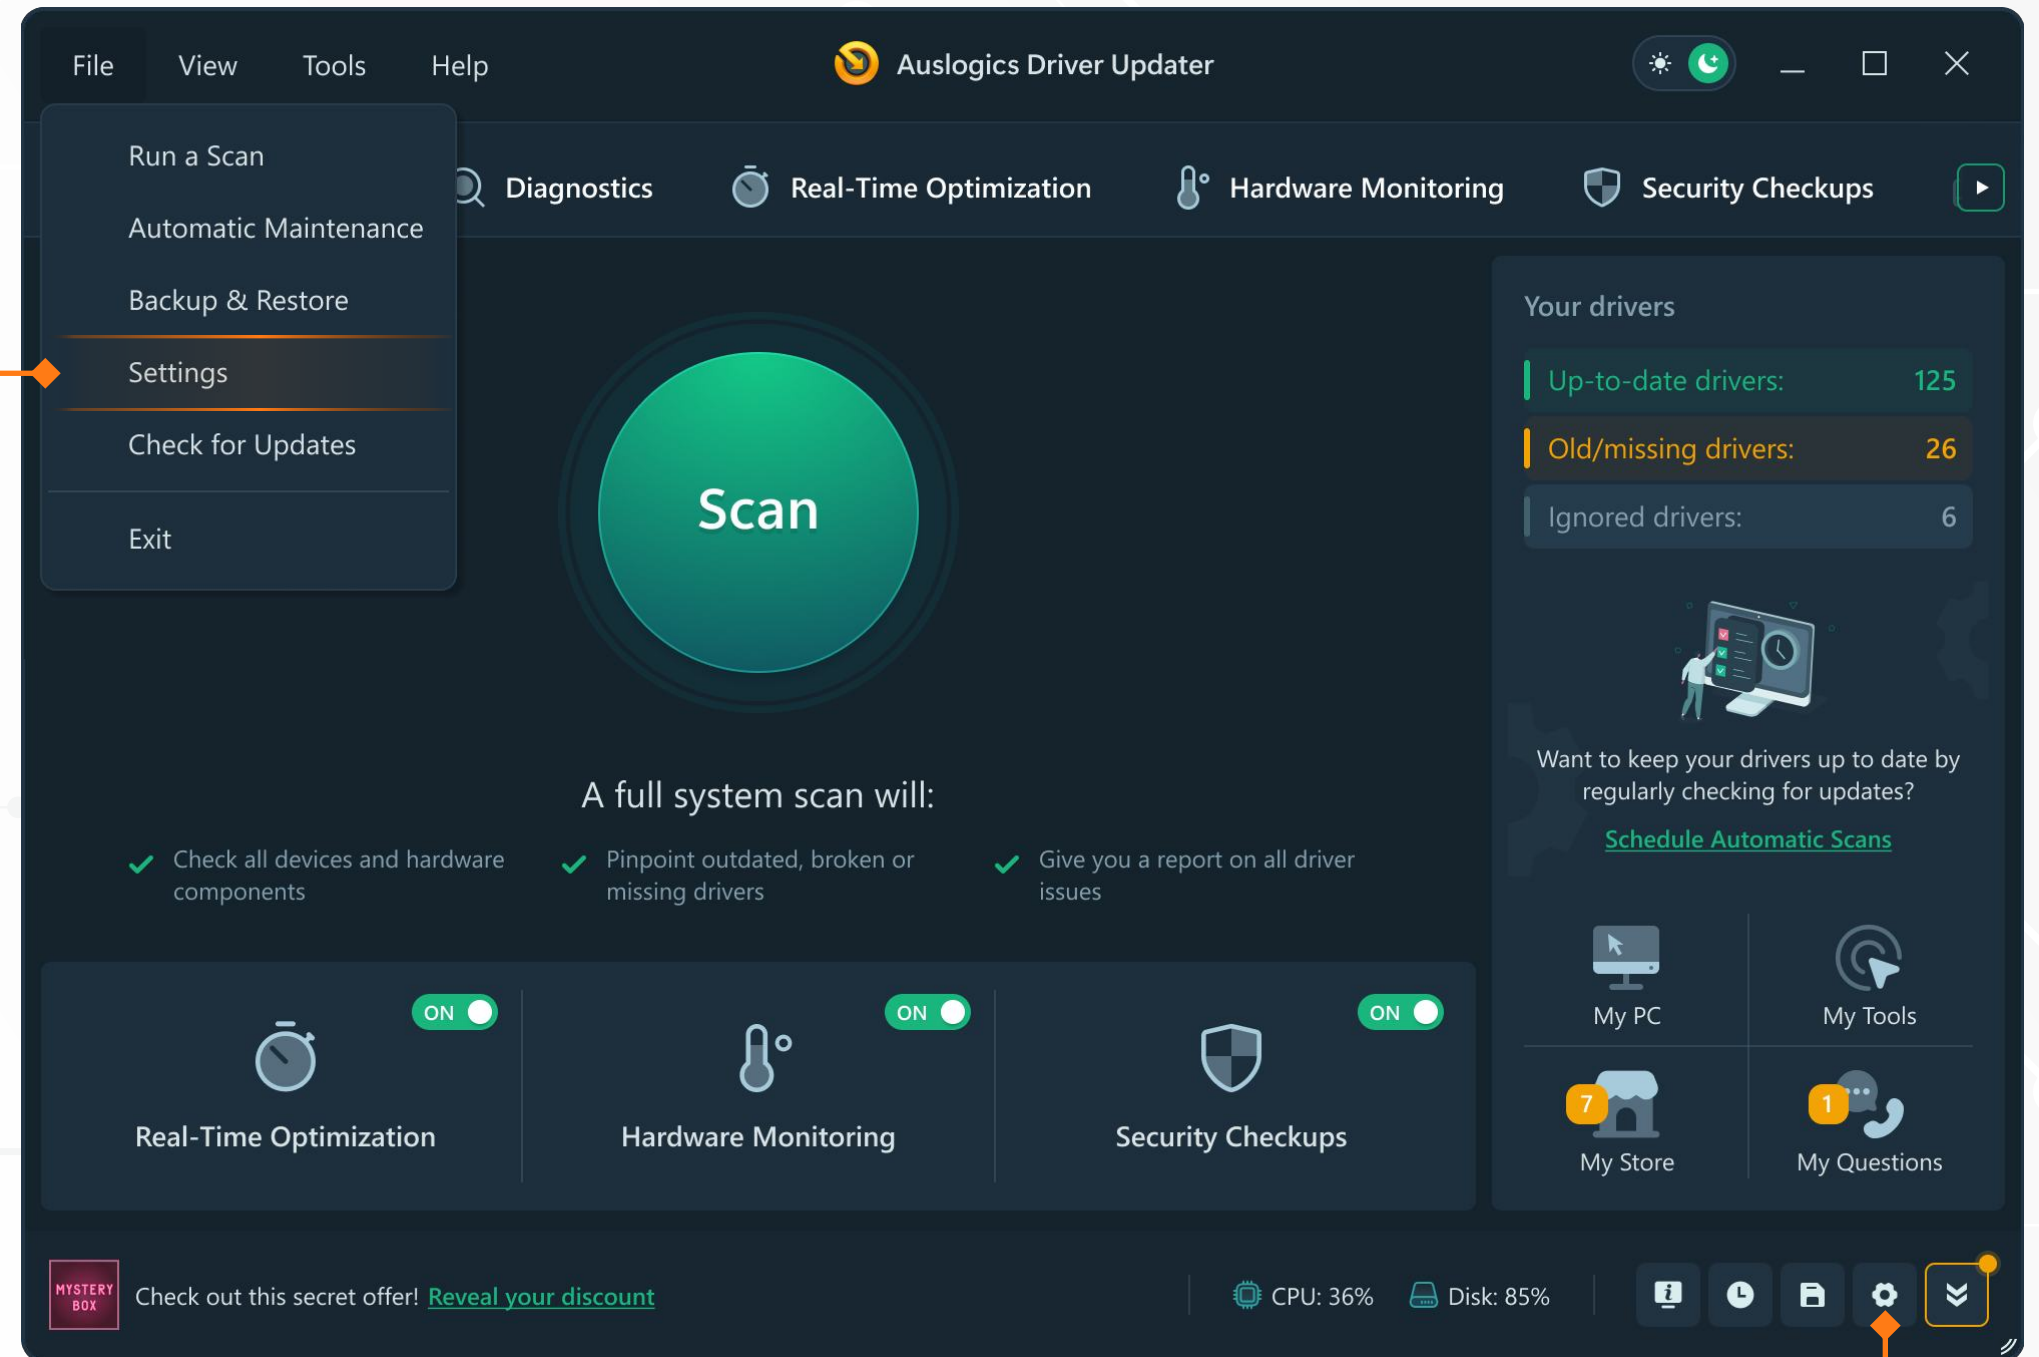 File
View
Tools
Help
Auslogics Driver Updater
Run a Scan
Automatic Maintenance
Backup & Restore
Settings
Check for Updates
Exit
Diagnostics
Real-Time Optimization
Hardware Monitoring
Security Checkups
Scan
A full system scan will:
Check all devices and hardware
components
Pinpoint outdated, broken or
missing drivers
Give you a report on all driver
issues
ON
Real-Time Optimization
ON
Hardware Monitoring
ON
Security Checkups
Your drivers
Up-to-date drivers: 125
Old/missing drivers: 26
Ignored drivers: 6
Want to keep your drivers up to date by
regularly checking for updates?
Schedule Automatic Scans
My PC
My Tools
7
My Store
1
My Questions
MYSTERY
BOX
Check out this secret offer! Reveal your discount
CPU: 36%
Disk: 85%